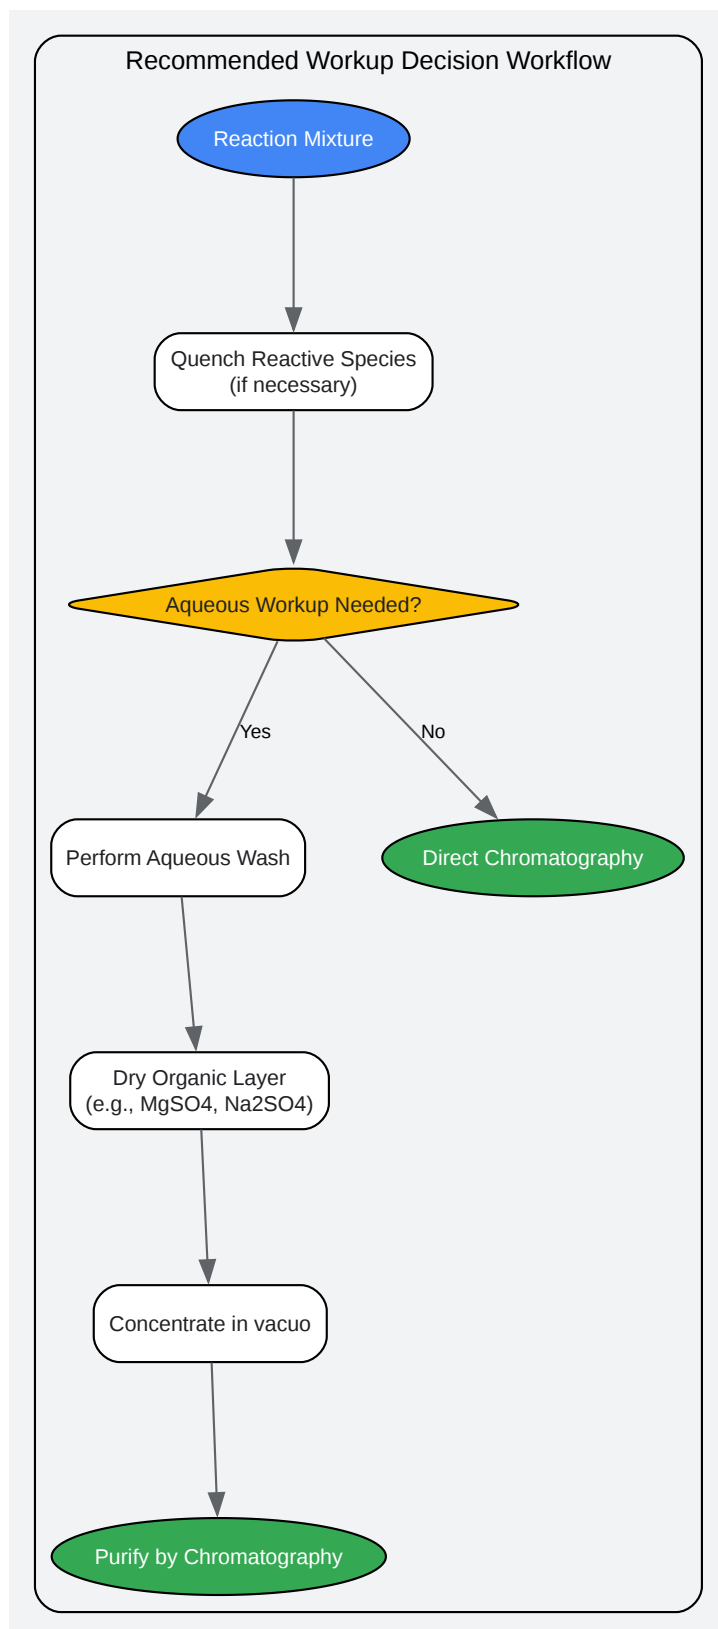 Recommended Workup Decision Workflow
Reaction Mixture
Quench Reactive Species
(if necessary)
Aqueous Workup Needed?
Yes
No
Perform Aqueous Wash
Direct Chromatography
Dry Organic Layer
(e.g., MgSO4, Na2SO4)
Concentrate in vacuo
Purify by Chromatography